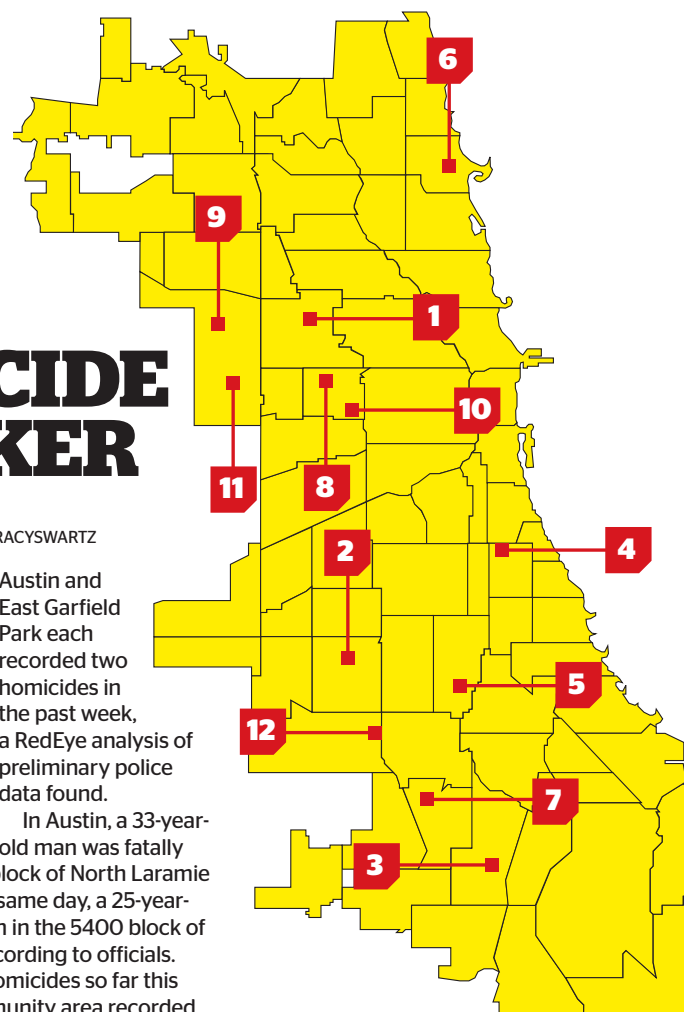 6
9
1
CIDE
KER
10
11
8
RACYSWARTZ
2
4
Austin and
East Garfield
Park each
recorded two
homicides in
the past week,
a RedEye analysis of
preliminary police
data found.
In Austin, a 33-year-
old man was fatally
block of North Laramie
same day, a 25-year-
n in the 5400 block of
cording to officials.
omicides so far this
munity area recorded
5
12
7
3